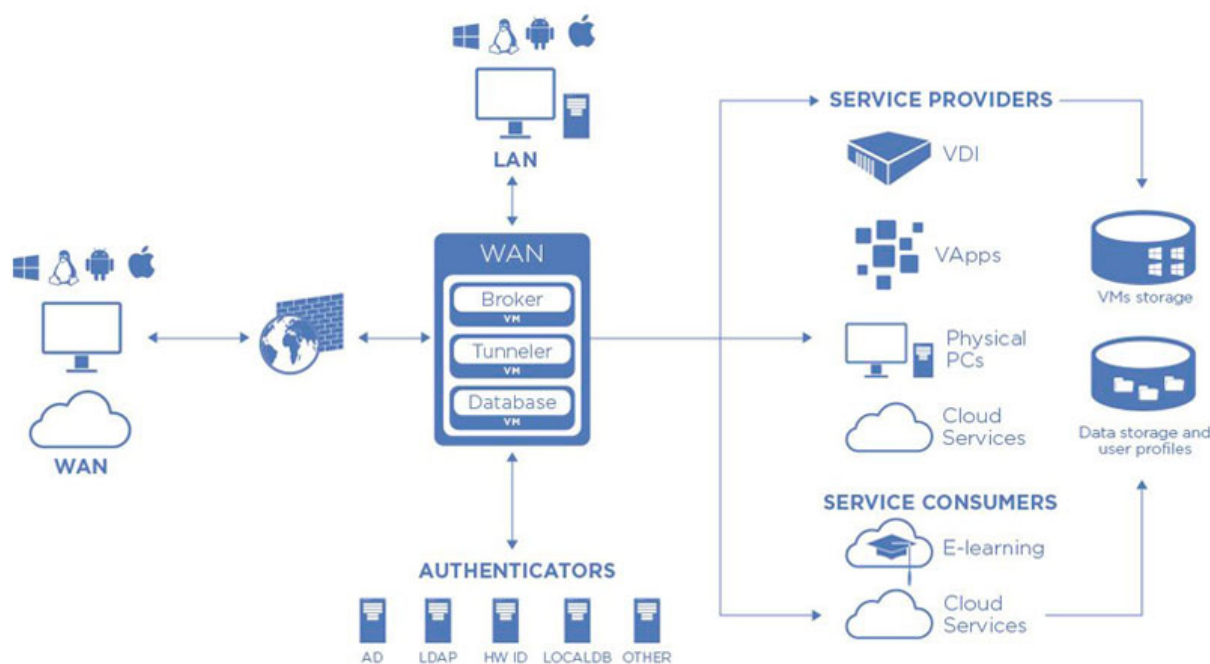 LAN
WAN
WAN
Broker
VM
Tunneler
VM
Database
VM
AUTHENTICATORS
AD
LDAP
HW ID
LOCALDB
OTHER
SERVICE PROVIDERS
VDI
VApps
Physical
PCs
Cloud
Services
SERVICE CONSUMERS
E-learning
Cloud
Services
VMs storage
Data storage and
user profiles